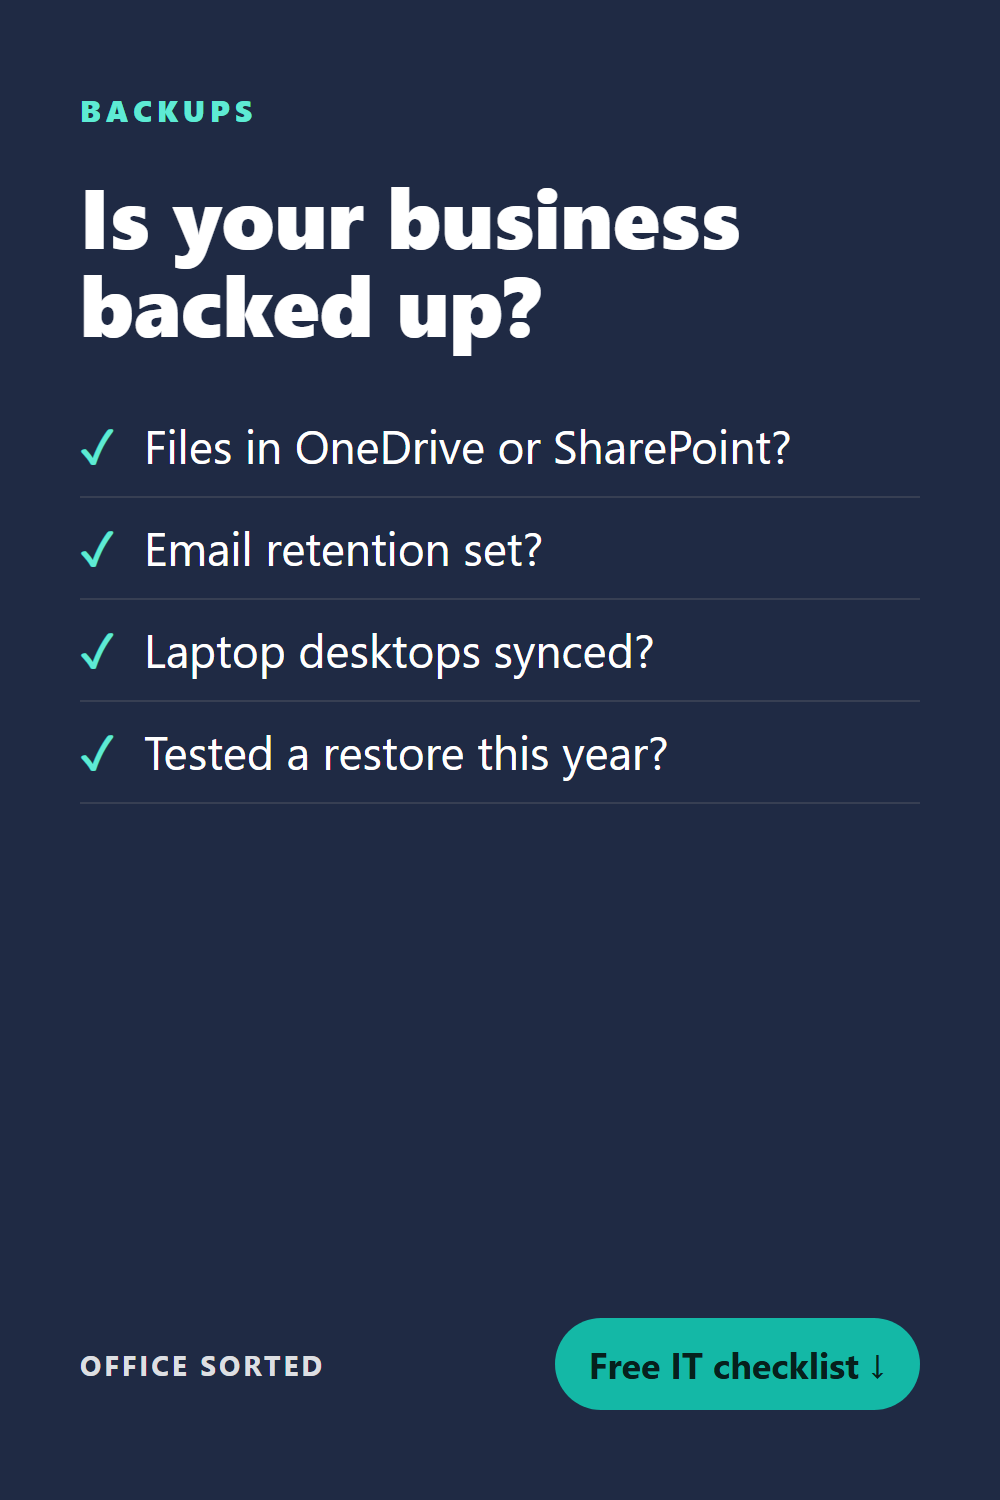 BACKUPS
Is your business
backed up?
✓ Files in OneDrive or SharePoint?
✓ Email retention set?
✓ Laptop desktops synced?
✓ Tested a restore this year?
OFFICE SORTED
Free IT checklist ↓